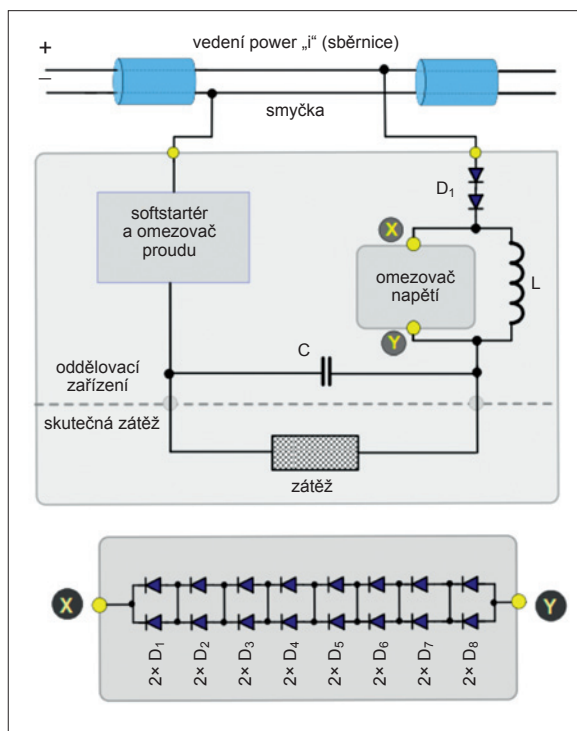 vedení power „i“ (sběrnice)
+
–
smyčka
D1
softstartér
a omezovač
proudu
X
omezovač
napětí
L
Y
C
oddělovací
zařízení
skutečná zátěž
zátěž
X
Y
2× D1
2× D2
2× D3
2× D4
2× D5
2× D6
2× D7
2× D8